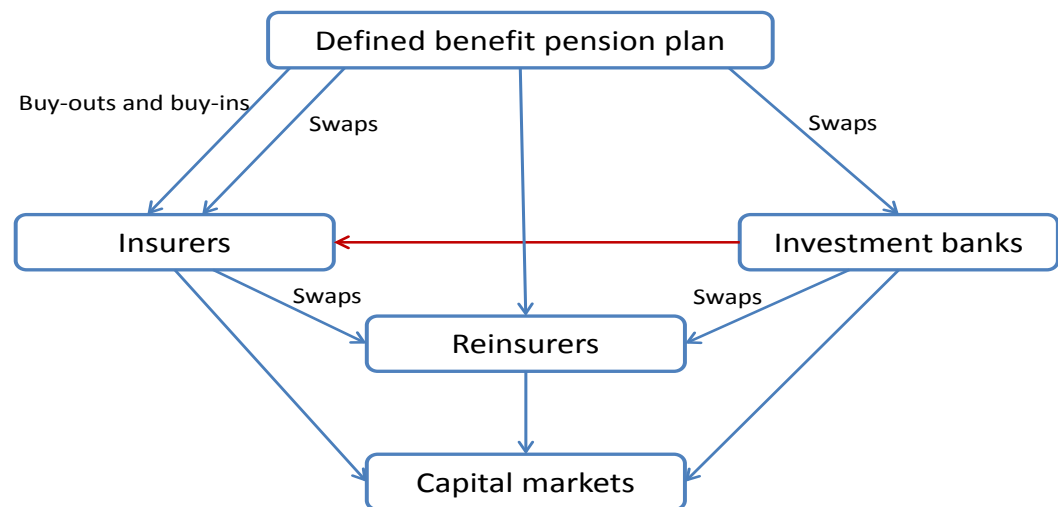 Defined benefit pension plan
Buy-outs and buy-ins
Swaps
Swaps
Insurers
Investment banks
Swaps
Swaps
Reinsurers
Capital markets